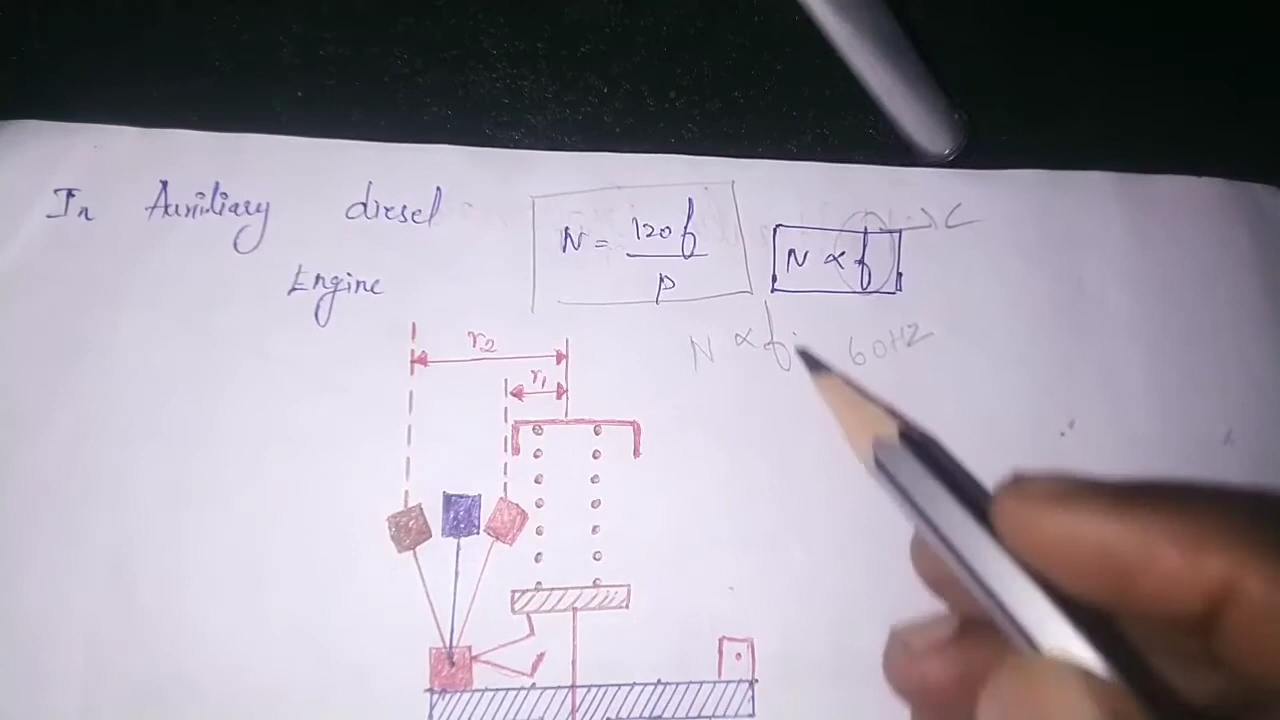 In Auxiliary diesel
Engine
N = 120f / P
N ∝ f → C
N ∝ f 60HZ
r2
r1